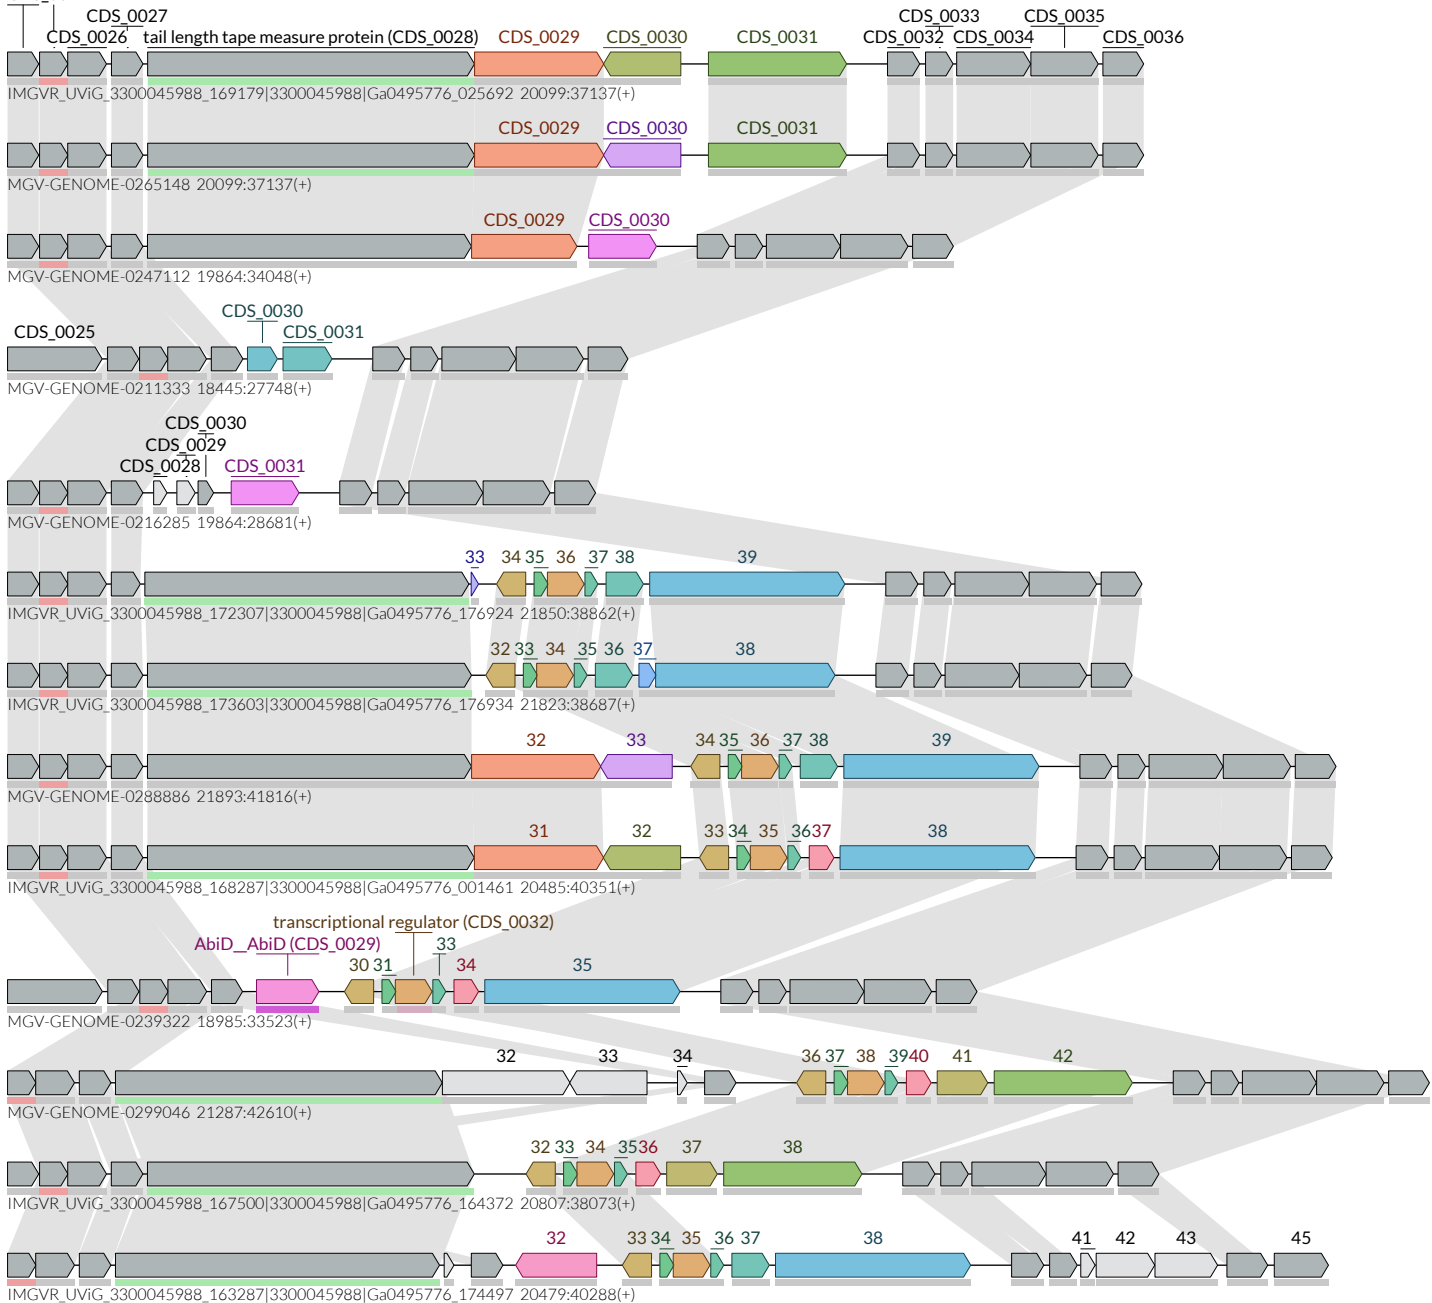 CDS_0027
CDS_0026 tail length tape measure protein (CDS_0028) CDS_0029 CDS_0030 CDS_0031 CDS_0032 CDS_0033 CDS_0034 CDS_0035 CDS_0036
IMGVR_UViG_3300045988_169179|3300045988|Ga0495776_025692 20099:37137(+)
CDS_0029 CDS_0030 CDS_0031
MGV-GENOME-0265148 20099:37137(+)
CDS_0029 CDS_0030
MGV-GENOME-0247112 19864:34048(+)
CDS_0030
CDS_0025 CDS_0031
MGV-GENOME-0211333 18445:27748(+)
CDS_0030
CDS_0029
CDS_0028 CDS_0031
MGV-GENOME-0216285 19864:28681(+)
33 34 35 36 37 38 39
IMGVR_UViG_3300045988_172307|3300045988|Ga0495776_176924 21850:38862(+)
32 33 34 35 36 37 38
IMGVR_UViG_3300045988_173603|3300045988|Ga0495776_176934 21823:38687(+)
32 33 34 35 36 37 38 39
MGV-GENOME-0288886 21893:41816(+)
31 32 33 34 35 36 37 38
IMGVR_UViG_3300045988_168287|3300045988|Ga0495776_001461 20485:40351(+)
transcriptional regulator (CDS_0032)
AbiD__AbiD (CDS_0029) 33
30 31 34 35
MGV-GENOME-0239322 18985:33523(+)
32 33 34 36 37 38 39 40 41 42
MGV-GENOME-0299046 21287:42610(+)
32 33 34 35 36 37 38
IMGVR_UViG_3300045988_167500|3300045988|Ga0495776_164372 20807:38073(+)
32 33 34 35 36 37 38 41 42 43 45
IMGVR_UViG_3300045988_163287|3300045988|Ga0495776_174497 20479:40288(+)